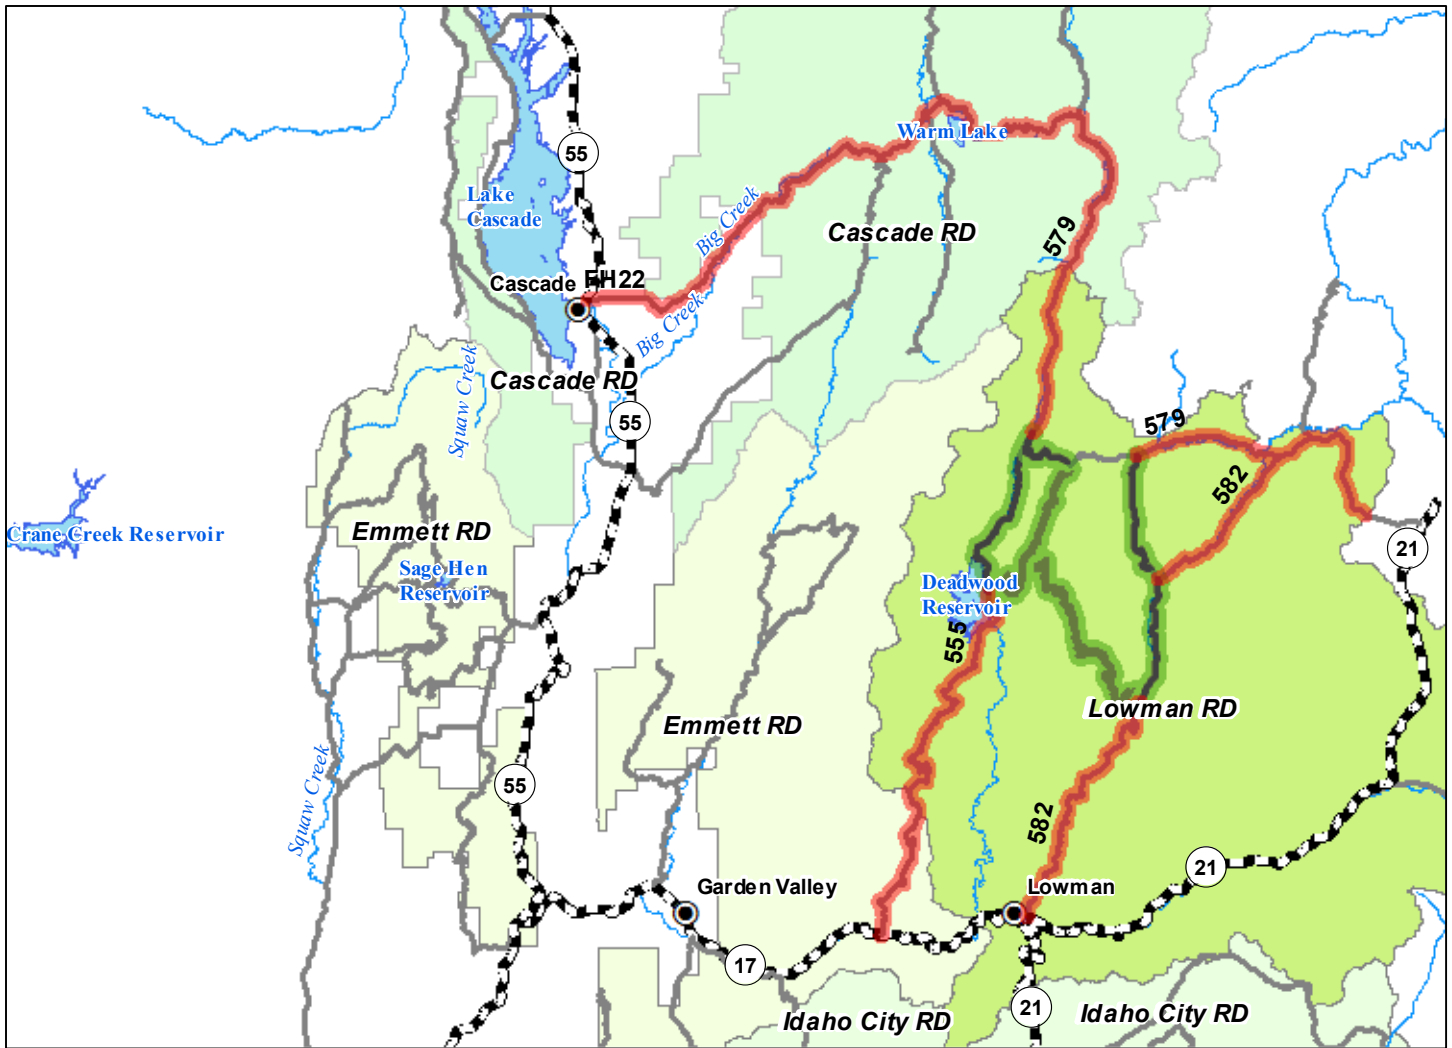 55
Warm Lake
Lake
Cascade
Big Creek
Cascade RD
579
Cascade
FH22
Big Creek
Squaw Creek
Cascade RD
55
579
582
Crane Creek Reservoir
Emmett RD
21
Sage Hen
Reservoir
Deadwood
Reservoir
555
Lowman RD
Emmett RD
Squaw Creek
55
582
21
Garden Valley
Lowman
17
21
Idaho City RD
Idaho City RD